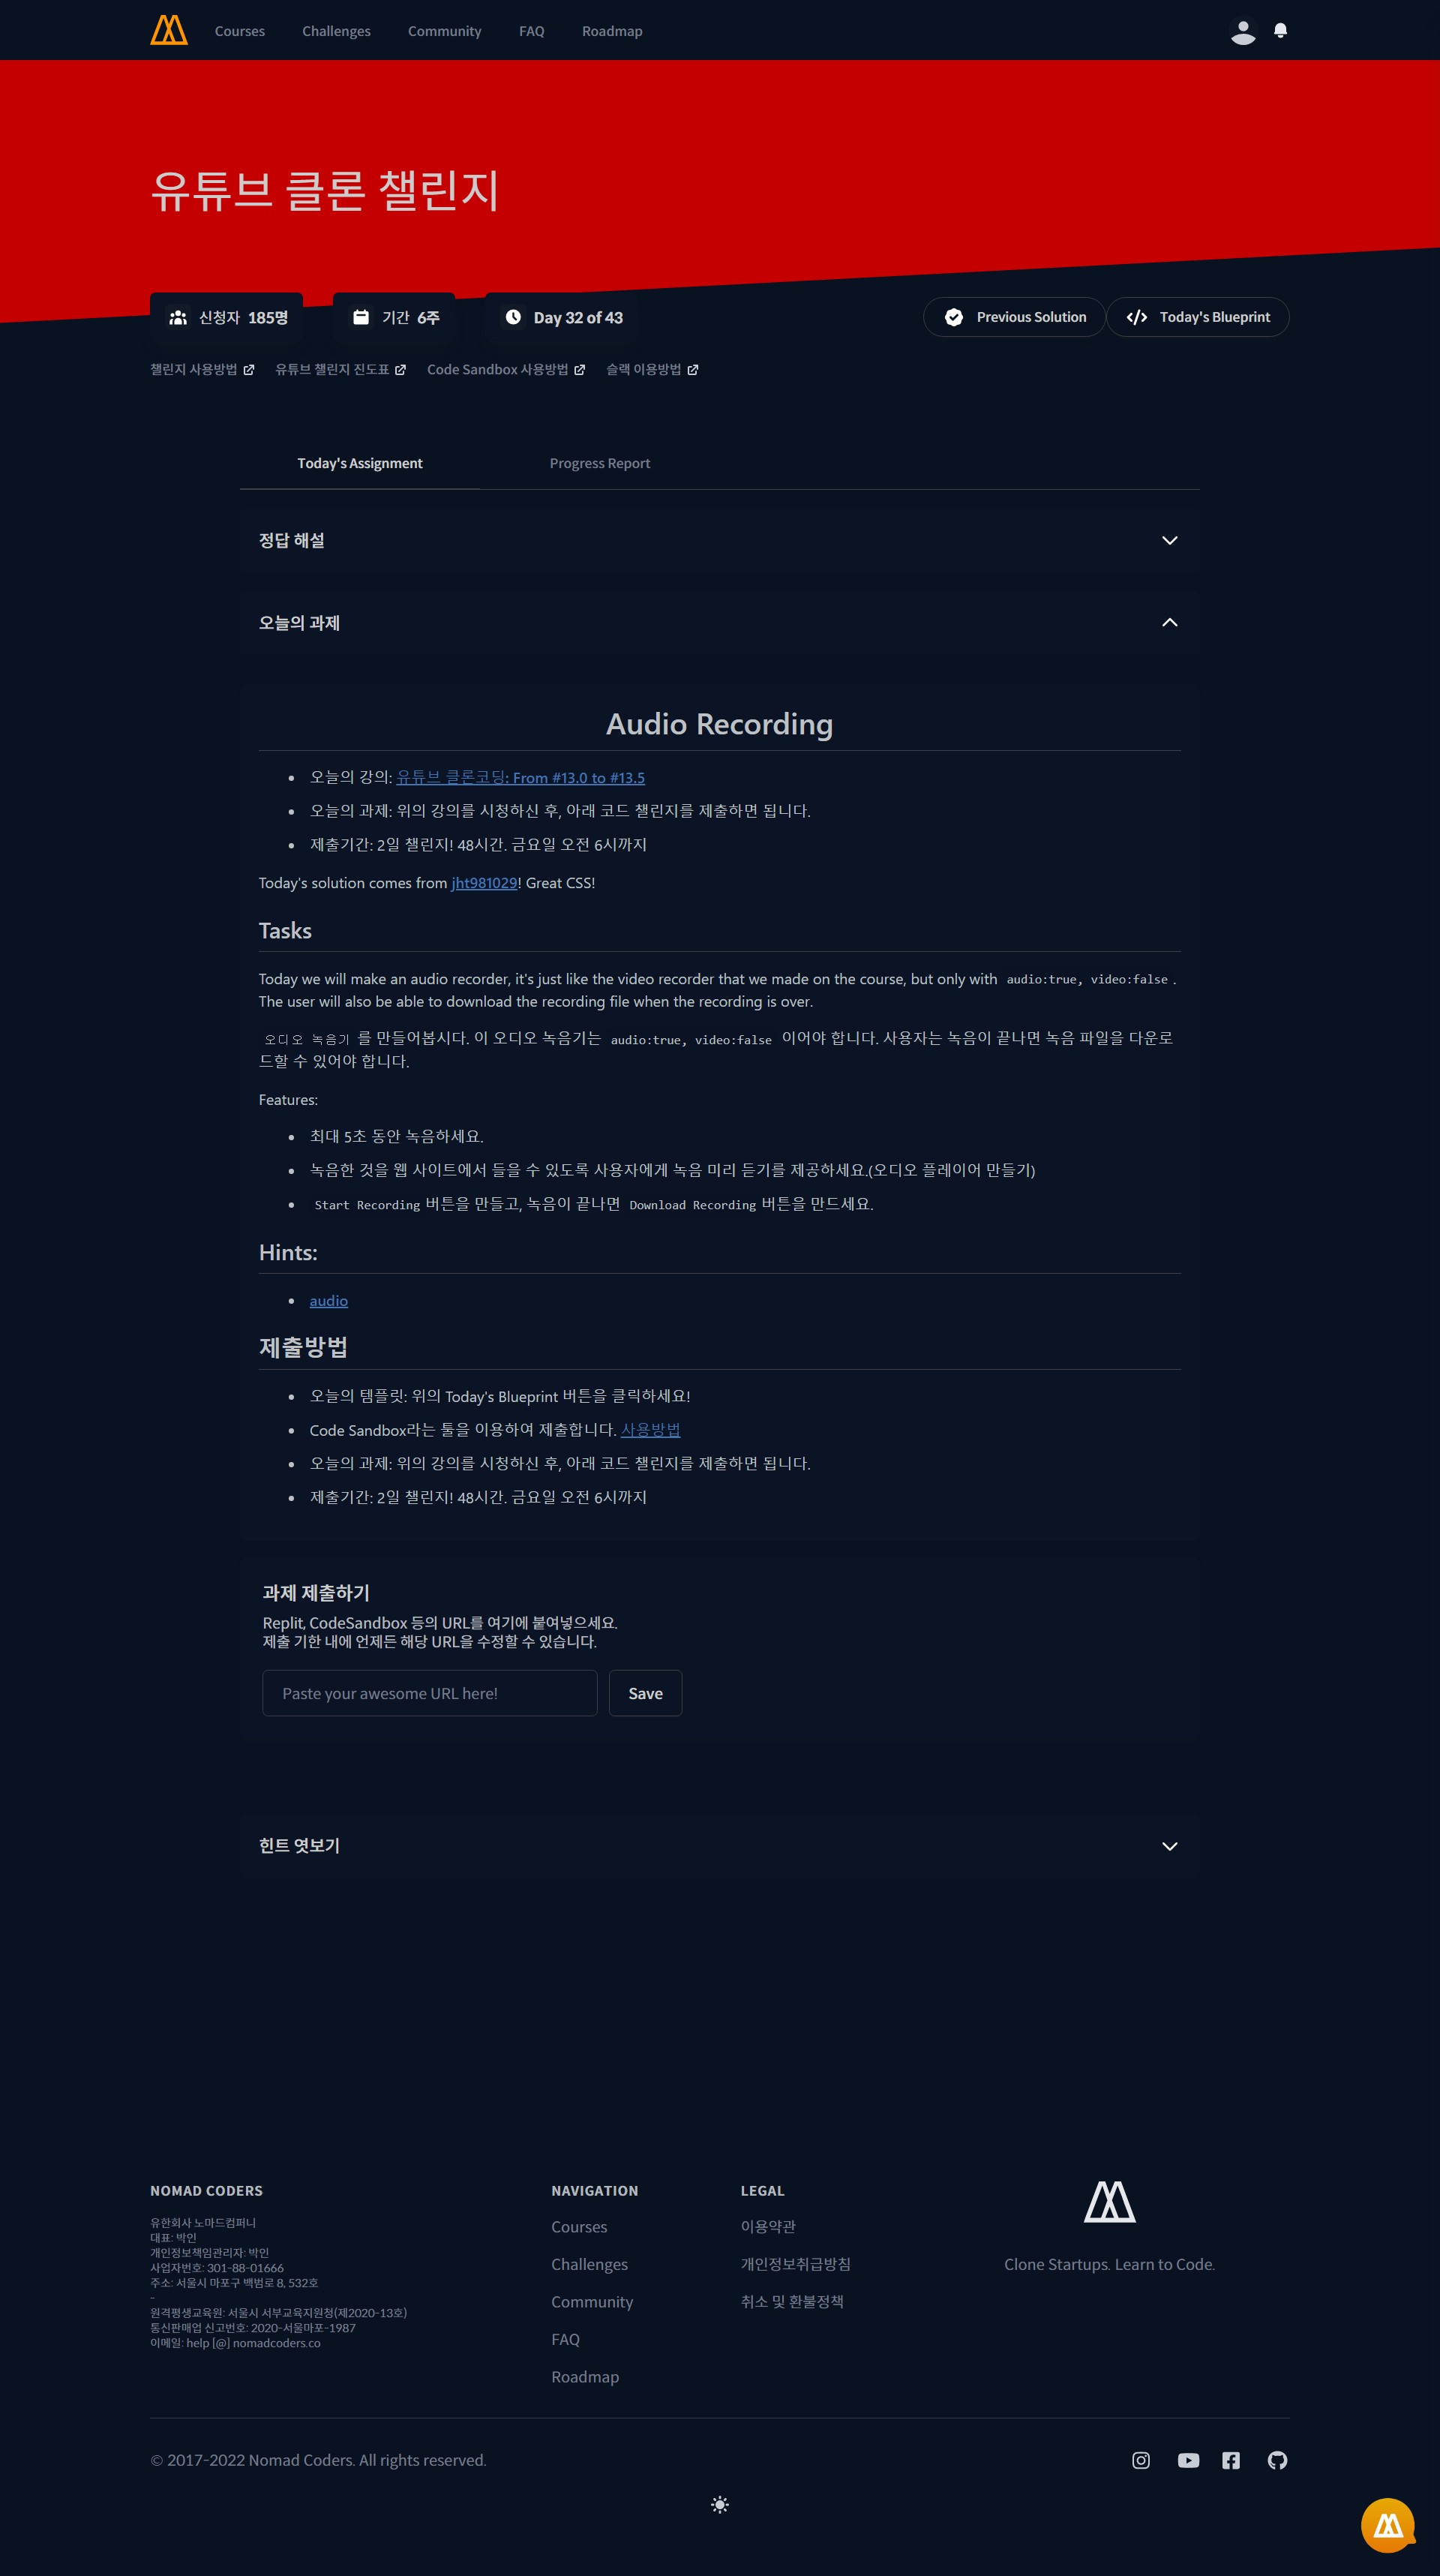 Courses Challenges Community FAQ Roadmap
유튜브 클론 챌린지
신청자 185명 기간 6주 Day 32 of 43 Previous Solution Today's Blueprint
챌린지 사용방법 유튜브 챌린지 진도표 Code Sandbox 사용방법 슬랙 이용방법
Today's Assignment Progress Report
정답 해설
오늘의 과제
Audio Recording
오늘의 강의: 유튜브 클론코딩: From #13.0 to #13.5
오늘의 과제: 위의 강의를 시청하신 후, 아래 코드 챌린지를 제출하면 됩니다.
제출기간: 2일 챌린지! 48시간. 금요일 오전 6시까지
Today's solution comes from jht981029! Great CSS!
Tasks
Today we will make an audio recorder, it's just like the video recorder that we made on the course, but only with audio:true, video:false.
The user will also be able to download the recording file when the recording is over.
오디오 녹음기 를 만들어봅시다. 이 오디오 녹음기는 audio:true, video:false 이어야 합니다. 사용자는 녹음이 끝나면 녹음 파일을 다운로
드할 수 있어야 합니다.
Features:
최대 5초 동안 녹음하세요.
녹음한 것을 웹 사이트에서 들을 수 있도록 사용자에게 녹음 미리 듣기를 제공하세요.(오디오 플레이어 만들기)
Start Recording 버튼을 만들고, 녹음이 끝나면 Download Recording 버튼을 만드세요.
Hints:
audio
제출방법
오늘의 템플릿: 위의 Today's Blueprint 버튼을 클릭하세요!
Code Sandbox라는 툴을 이용하여 제출합니다. 사용방법
오늘의 과제: 위의 강의를 시청하신 후, 아래 코드 챌린지를 제출하면 됩니다.
제출기간: 2일 챌린지! 48시간. 금요일 오전 6시까지
과제 제출하기
Replit, CodeSandbox 등의 URL를 여기에 붙여넣으세요.
제출 기한 내에 언제든 해당 URL을 수정할 수 있습니다.
Paste your awesome URL here! Save
힌트 엿보기
NOMAD CODERS
유한회사 노마드컴퍼니
대표: 박인
개인정보책임관리자: 박인
사업자번호: 301-88-01666
주소: 서울시 마포구 백범로 8, 532호
-
원격평생교육원: 서울시 서부교육지원청(제2020-13호)
통신판매업 신고번호: 2020-서울마포-1987
이메일: help [@] nomadcoders.co
NAVIGATION
Courses
Challenges
Community
FAQ
Roadmap
LEGAL
이용약관
개인정보취급방침
취소 및 환불정책
Clone Startups. Learn to Code.
© 2017-2022 Nomad Coders. All rights reserved.